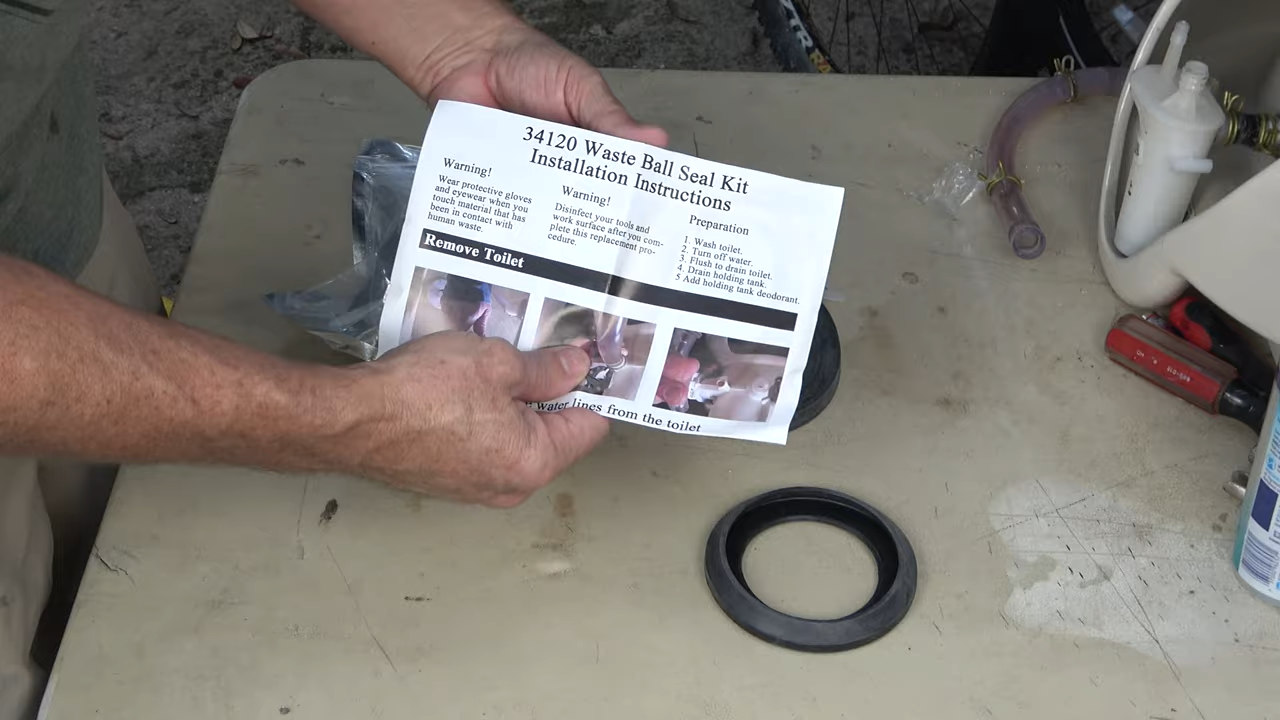 34120 Waste Ball Seal Kit
Installation Instructions
Warning!
Wear protective gloves
and eyewear when you
touch material that has
been in contact with
human waste.
Warning!
Disinfect your tools and
work surface after you com-
plete this replacement pro-
cedure.
Preparation
1. Wash toilet.
2. Turn off water.
3. Flush to drain toilet.
4. Drain holding tank.
5 Add holding tank deodorant.
Remove Toilet
water lines from the toilet